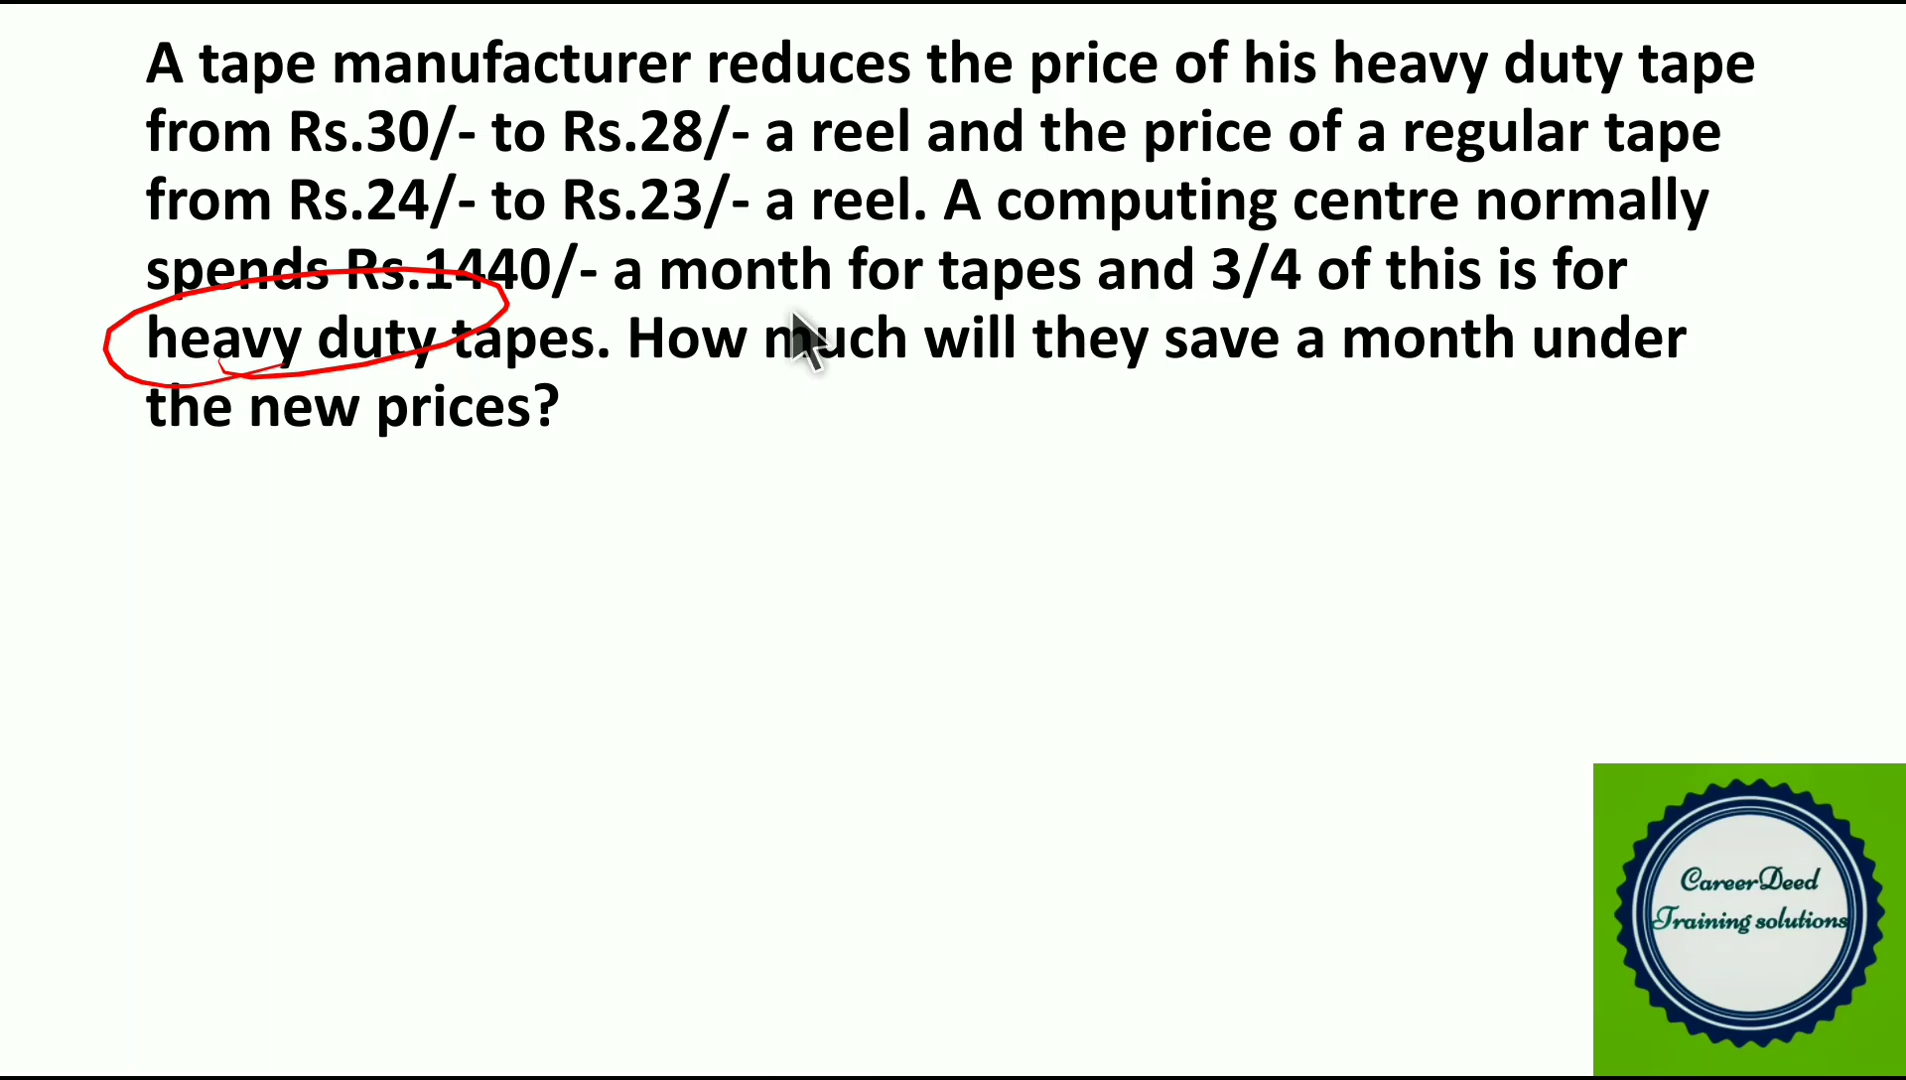 A tape manufacturer reduces the price of his heavy duty tape
from Rs.30/- to Rs.28/- a reel and the price of a regular tape
from Rs.24/- to Rs.23/- a reel. A computing centre normally
spends Rs.1440/- a month for tapes and 3/4 of this is for
heavy duty tapes. How much will they save a month under
the new prices?
CareerDeed
Training solutions